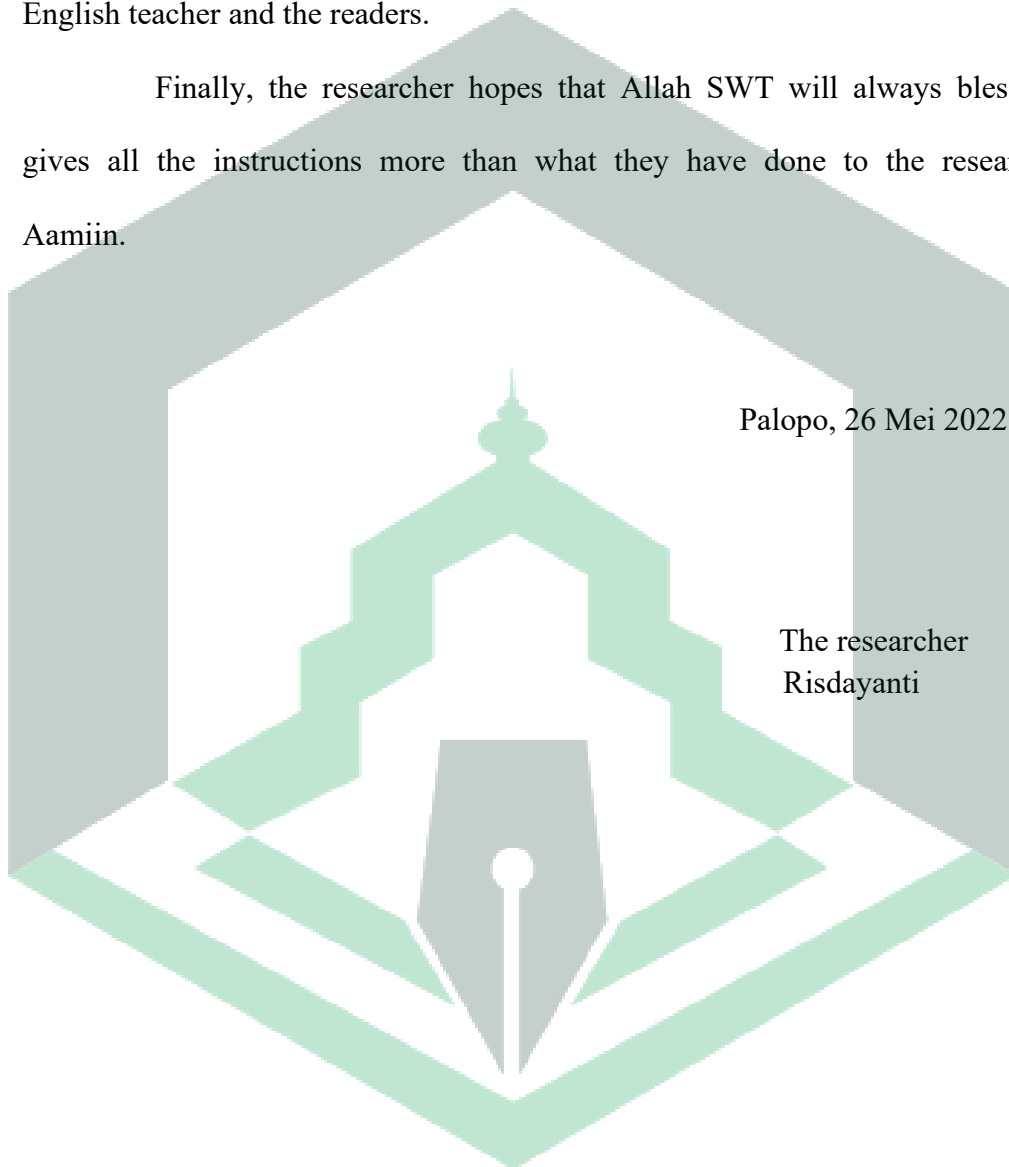 English teacher and the readers.
Finally, the researcher hopes that Allah SWT will always bles
gives all the instructions more than what they have done to the resear
Aamiin.
Palopo, 26 Mei 2022
The researcher
Risdayanti